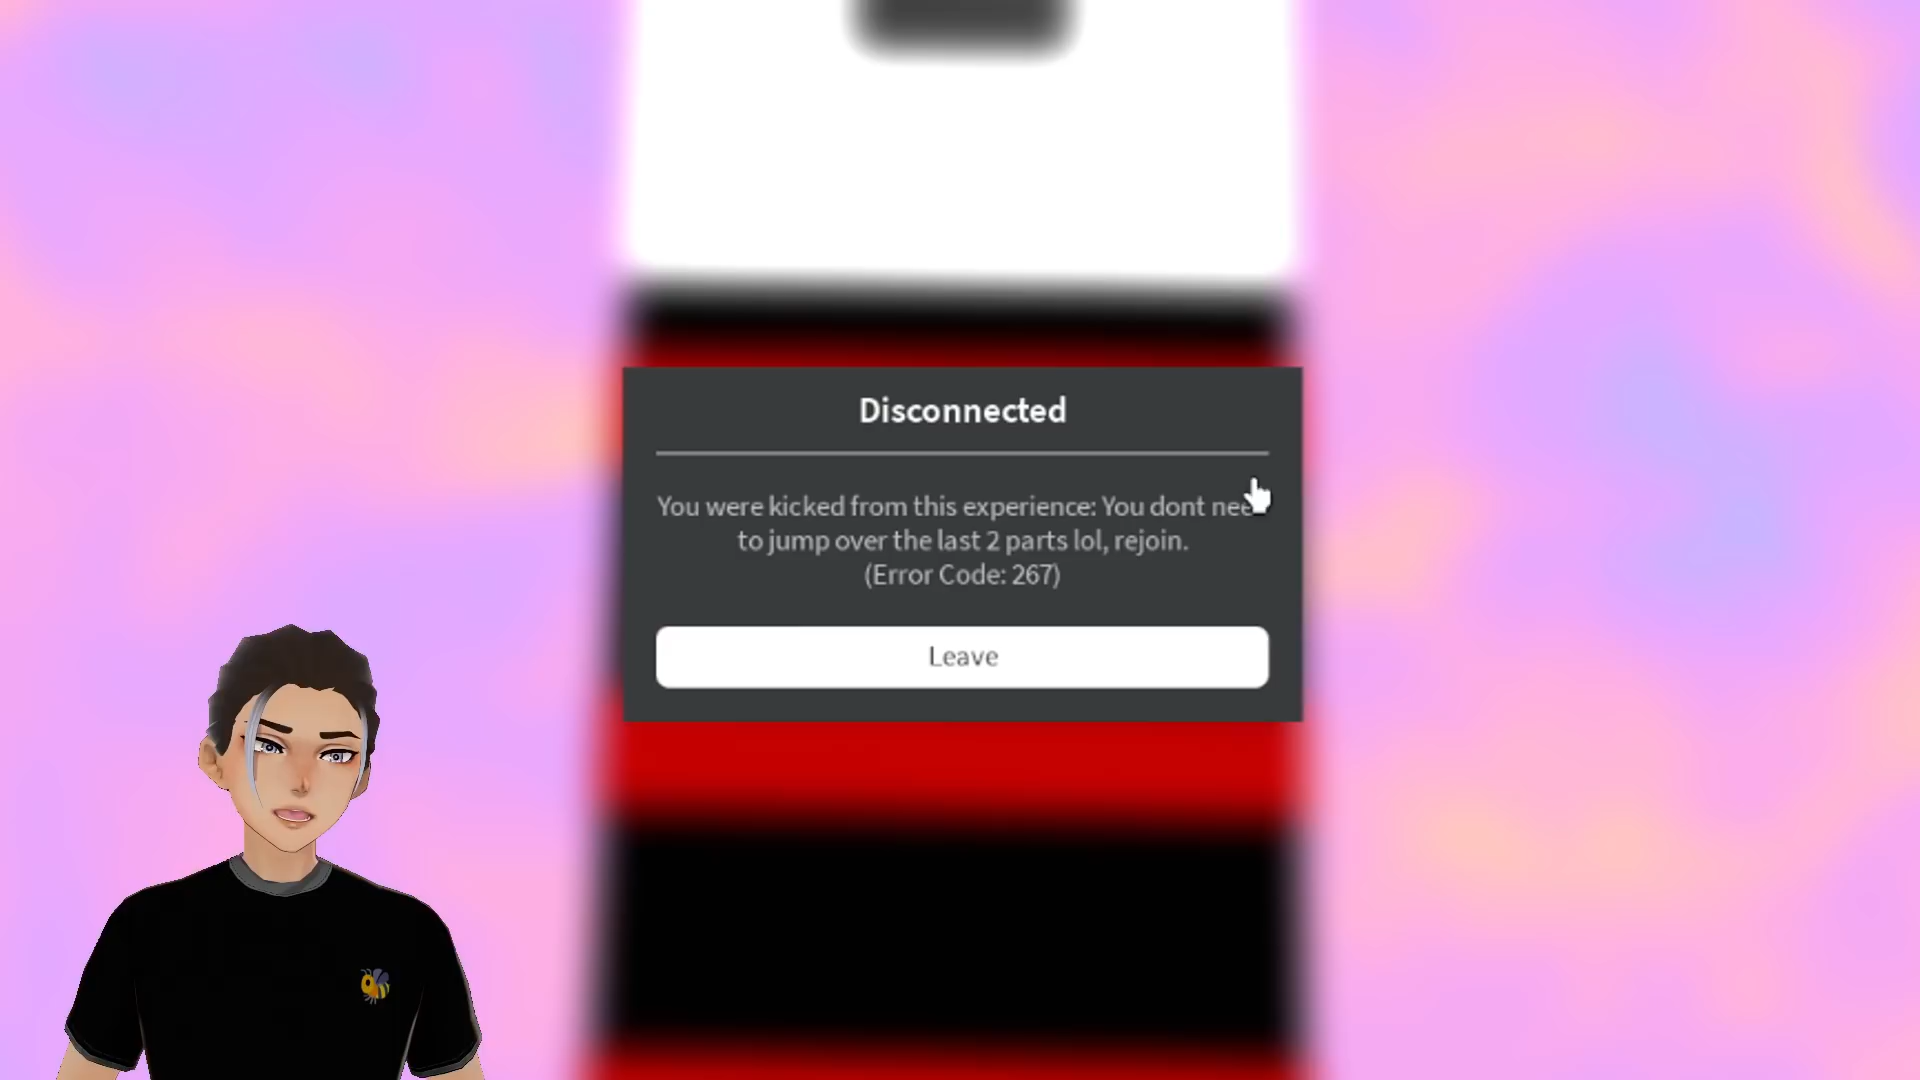 Disconnected
You were kicked from this experience: You dont need
to jump over the last 2 parts lol, rejoin.
(Error Code: 267)
Leave